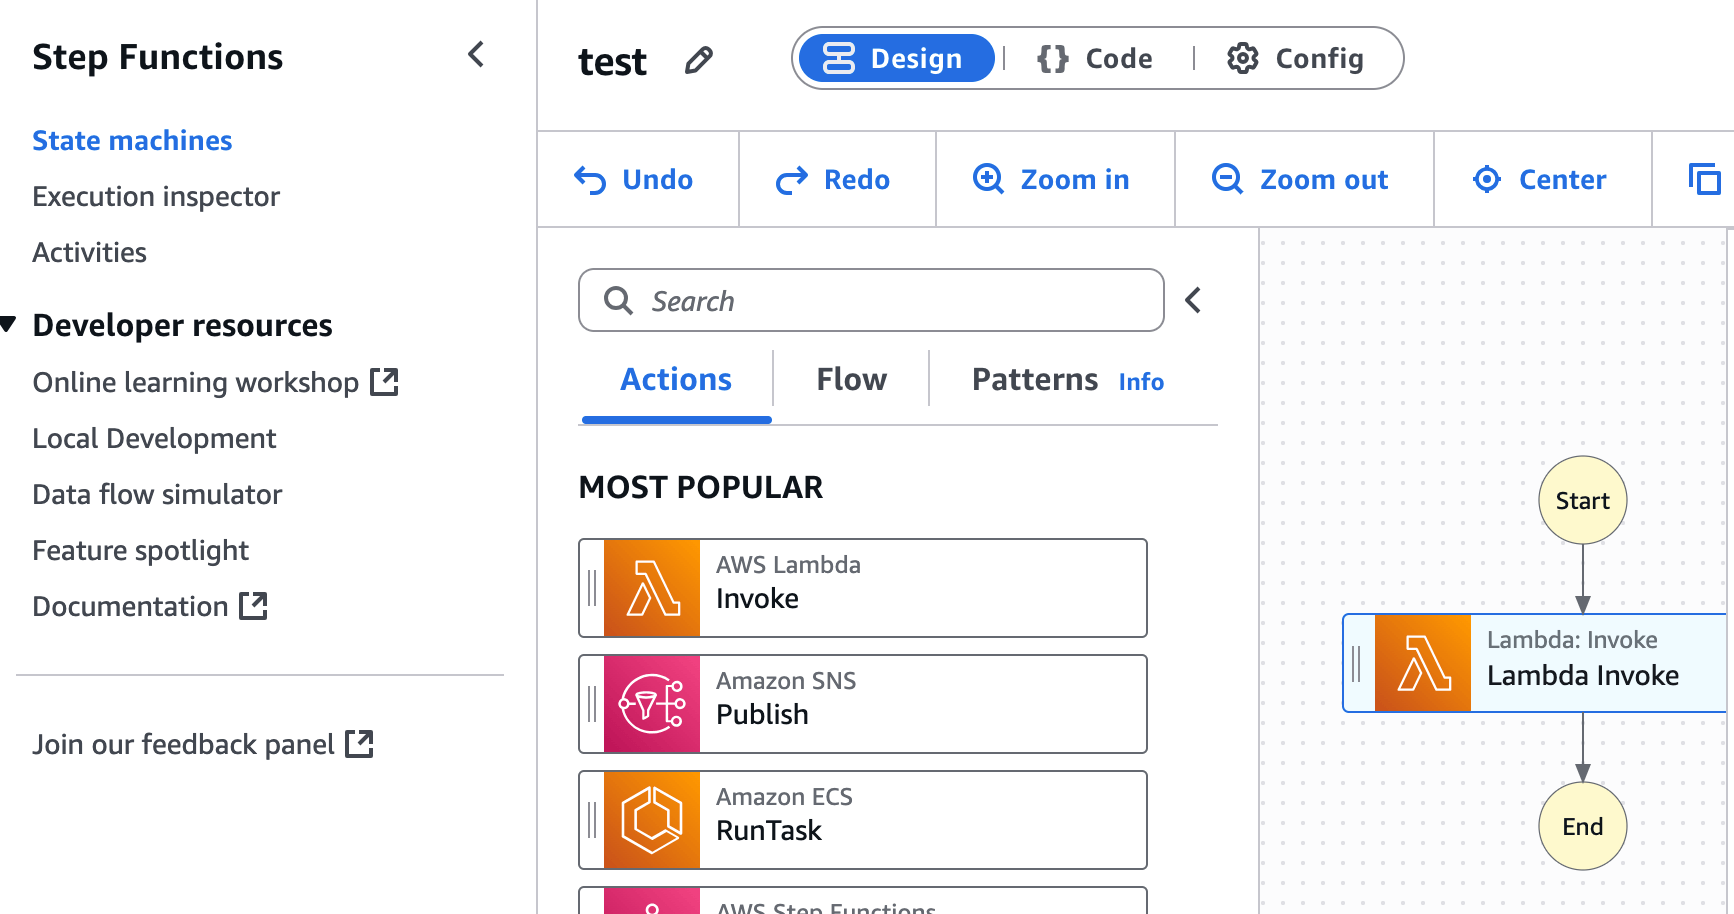 Step Functions
State machines
Execution inspector
Activities
Developer resources
Online learning workshop
Local Development
Data flow simulator
Feature spotlight
Documentation
Join our feedback panel
test
Design
{} Code
Config
Undo
Redo
Zoom in
Zoom out
Center
Search
Actions
Flow
Patterns Info
MOST POPULAR
AWS Lambda
Invoke
Amazon SNS
Publish
Amazon ECS
RunTask
AWS Step Functions
Start
Lambda: Invoke
Lambda Invoke
End